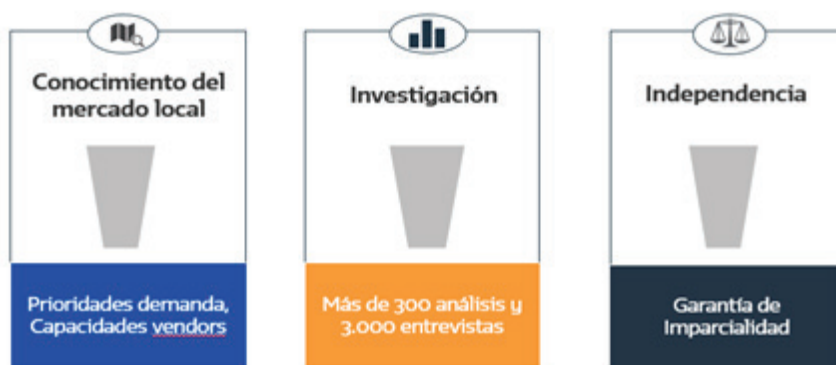 Conocimiento del
mercado local
Prioridades demanda,
Capacidades vendors
Investigación
Más de 300 análisis y
3.000 entrevistas
Independencia
Garantía de
Imparcialidad